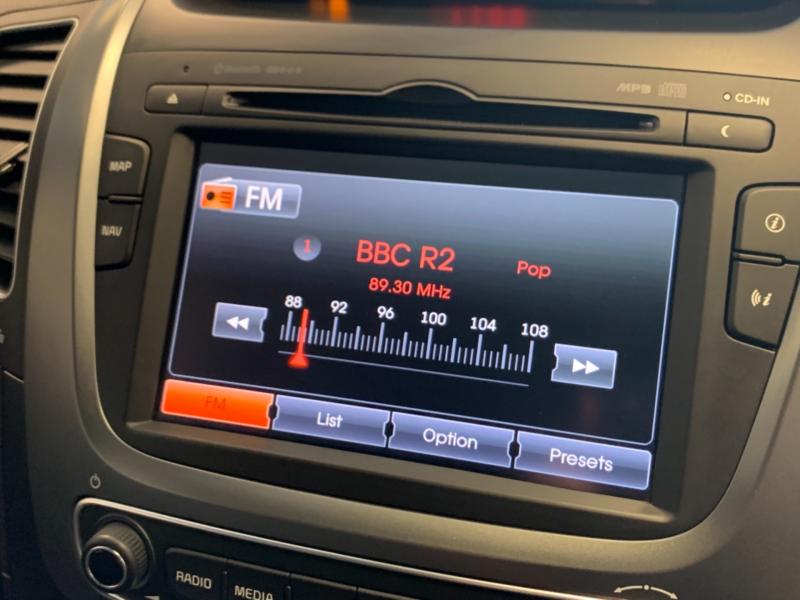 Bluetooth
MP3
CD-IN
MAP
NAV
FM
1
BBC R2
Pop
89.30 MHz
88 92 96 100 104 108
FM
List
Option
Presets
RADIO
MEDIA